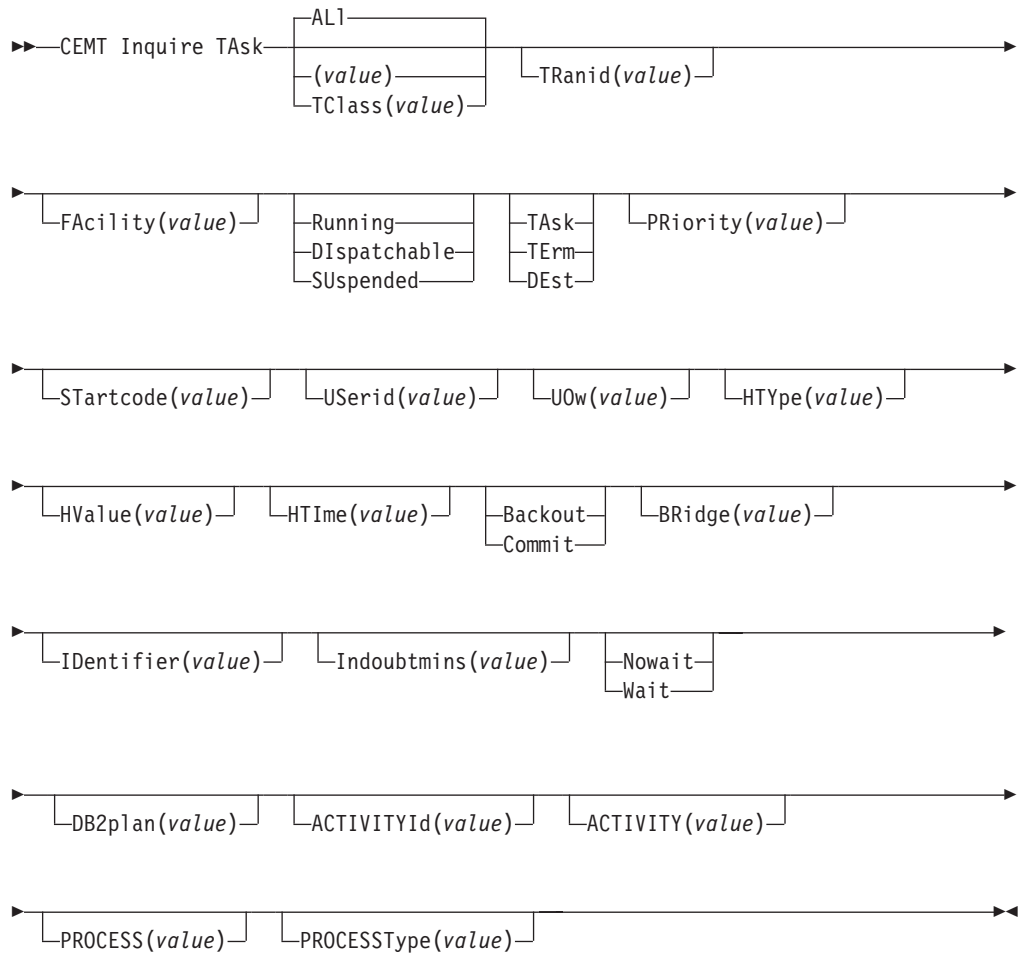 ALl
CEMT Inquire TAsk
(value) TRanid(value)
TClass(value)
FAcility(value) Running TAsk PRiority(value)
DIspatchable TErm
SUspended DEst
STartcode(value) USerid(value) UOw(value) HTYpe(value)
HValue(value) HTIme(value) Backout BRidge(value)
Commit
IDentifier(value) Indoubtmins(value) Nowait
Wait
DB2plan(value) ACTIVITYId(value) ACTIVITY(value)
PROCESS(value) PROCESSType(value)